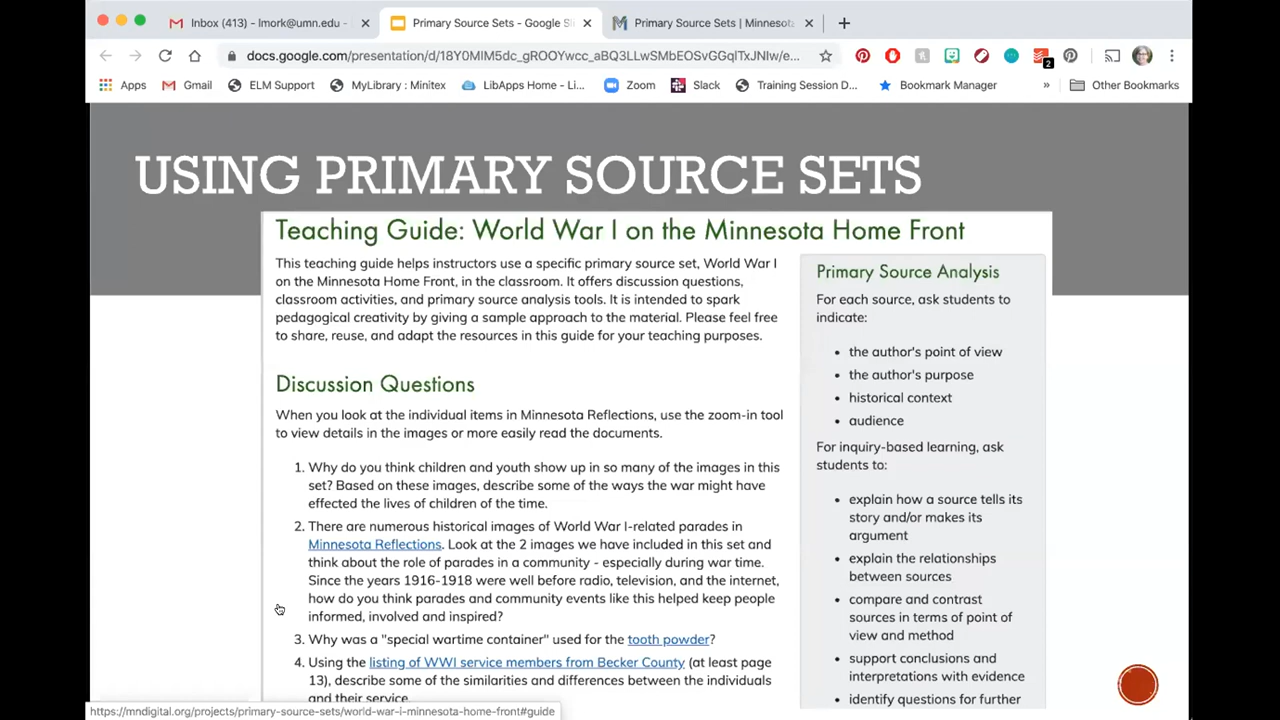 Inbox (413) - lmork@umn.edu -
Primary Source Sets - Google Sl
Primary Source Sets | Minnesota
docs.google.com/presentation/d/18Y0MlM5dc_gROOYwcc_aBQ3LLwSMbEOSvGGqlTxJNIw/e...
2
Apps
Gmail
ELM Support
MyLibrary : Minitex
LibApps Home - Li...
Zoom
Slack
Training Session D...
Bookmark Manager
»
Other Bookmarks
USING PRIMARY SOURCE SETS
Teaching Guide: World War I on the Minnesota Home Front
This teaching guide helps instructors use a specific primary source set, World War I
on the Minnesota Home Front, in the classroom. It offers discussion questions,
classroom activities, and primary source analysis tools. It is intended to spark
pedagogical creativity by giving a sample approach to the material. Please feel free
to share, reuse, and adapt the resources in this guide for your teaching purposes.
Discussion Questions
When you look at the individual items in Minnesota Reflections, use the zoom-in tool
to view details in the images or more easily read the documents.
1. Why do you think children and youth show up in so many of the images in this
set? Based on these images, describe some of the ways the war might have
effected the lives of children of the time.
2. There are numerous historical images of World War I-related parades in
Minnesota Reflections. Look at the 2 images we have included in this set and
think about the role of parades in a community - especially during war time.
Since the years 1916-1918 were well before radio, television, and the internet,
how do you think parades and community events like this helped keep people
informed, involved and inspired?
3. Why was a "special wartime container" used for the tooth powder?
4. Using the listing of WWI service members from Becker County (at least page
13), describe some of the similarities and differences between the individuals
and their service.
Primary Source Analysis
For each source, ask students to
indicate:
• the author's point of view
• the author's purpose
• historical context
• audience
For inquiry-based learning, ask
students to:
• explain how a source tells its
story and/or makes its
argument
• explain the relationships
between sources
• compare and contrast
sources in terms of point of
view and method
• support conclusions and
interpretations with evidence
• identify questions for further
https://mndigital.org/projects/primary-source-sets/world-war-i-minnesota-home-front#guide